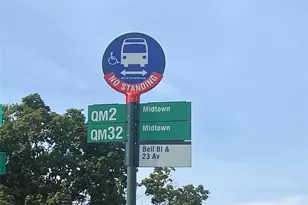 NO STANDING
QM2 Midtown
QM32 Midtown
Bell Bl &
23 Av